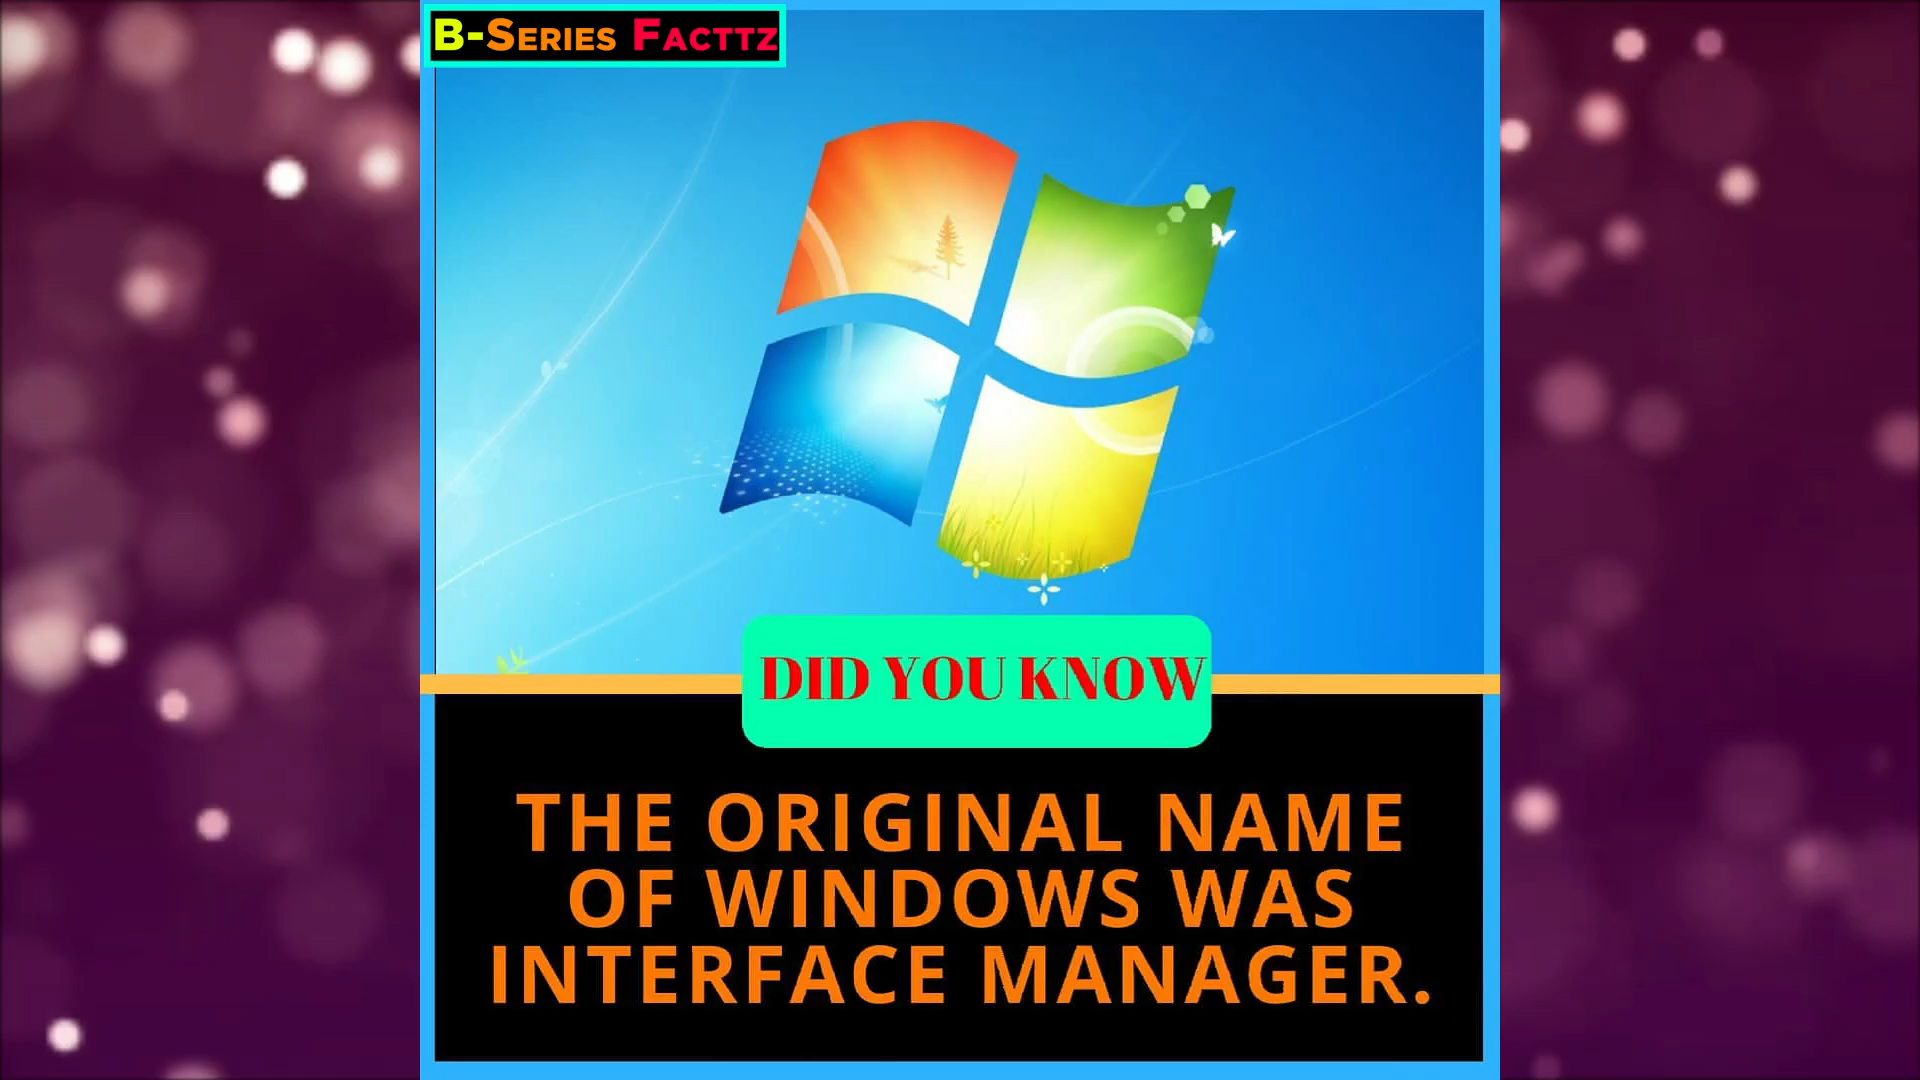 B-Series Facttz
DID YOU KNOW
THE ORIGINAL NAME
OF WINDOWS WAS
INTERFACE MANAGER.